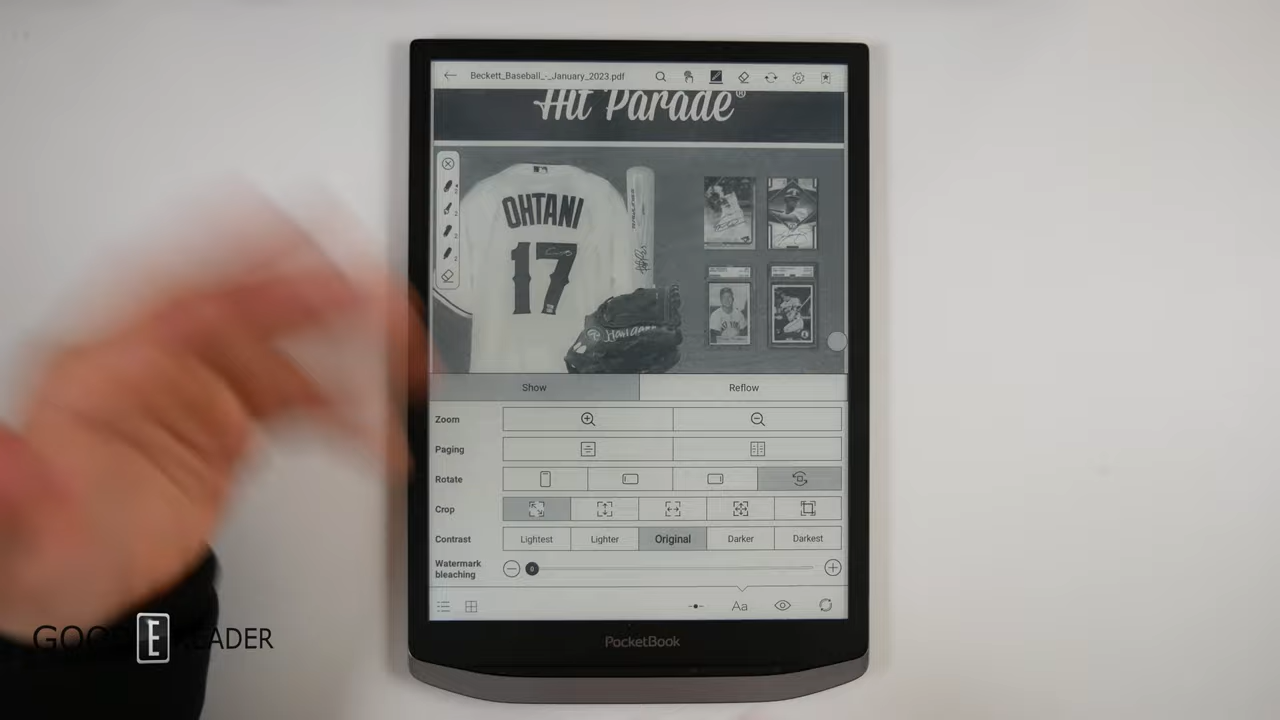 Beckett_Baseball_-_January_2023.pdf
Hit Parade®
OHTANI
17
Show
Reflow
Zoom
Paging
Rotate
Crop
Contrast
Lightest
Lighter
Original
Darker
Darkest
Watermark
bleaching
0
Aa
PocketBook
GOOD E READER